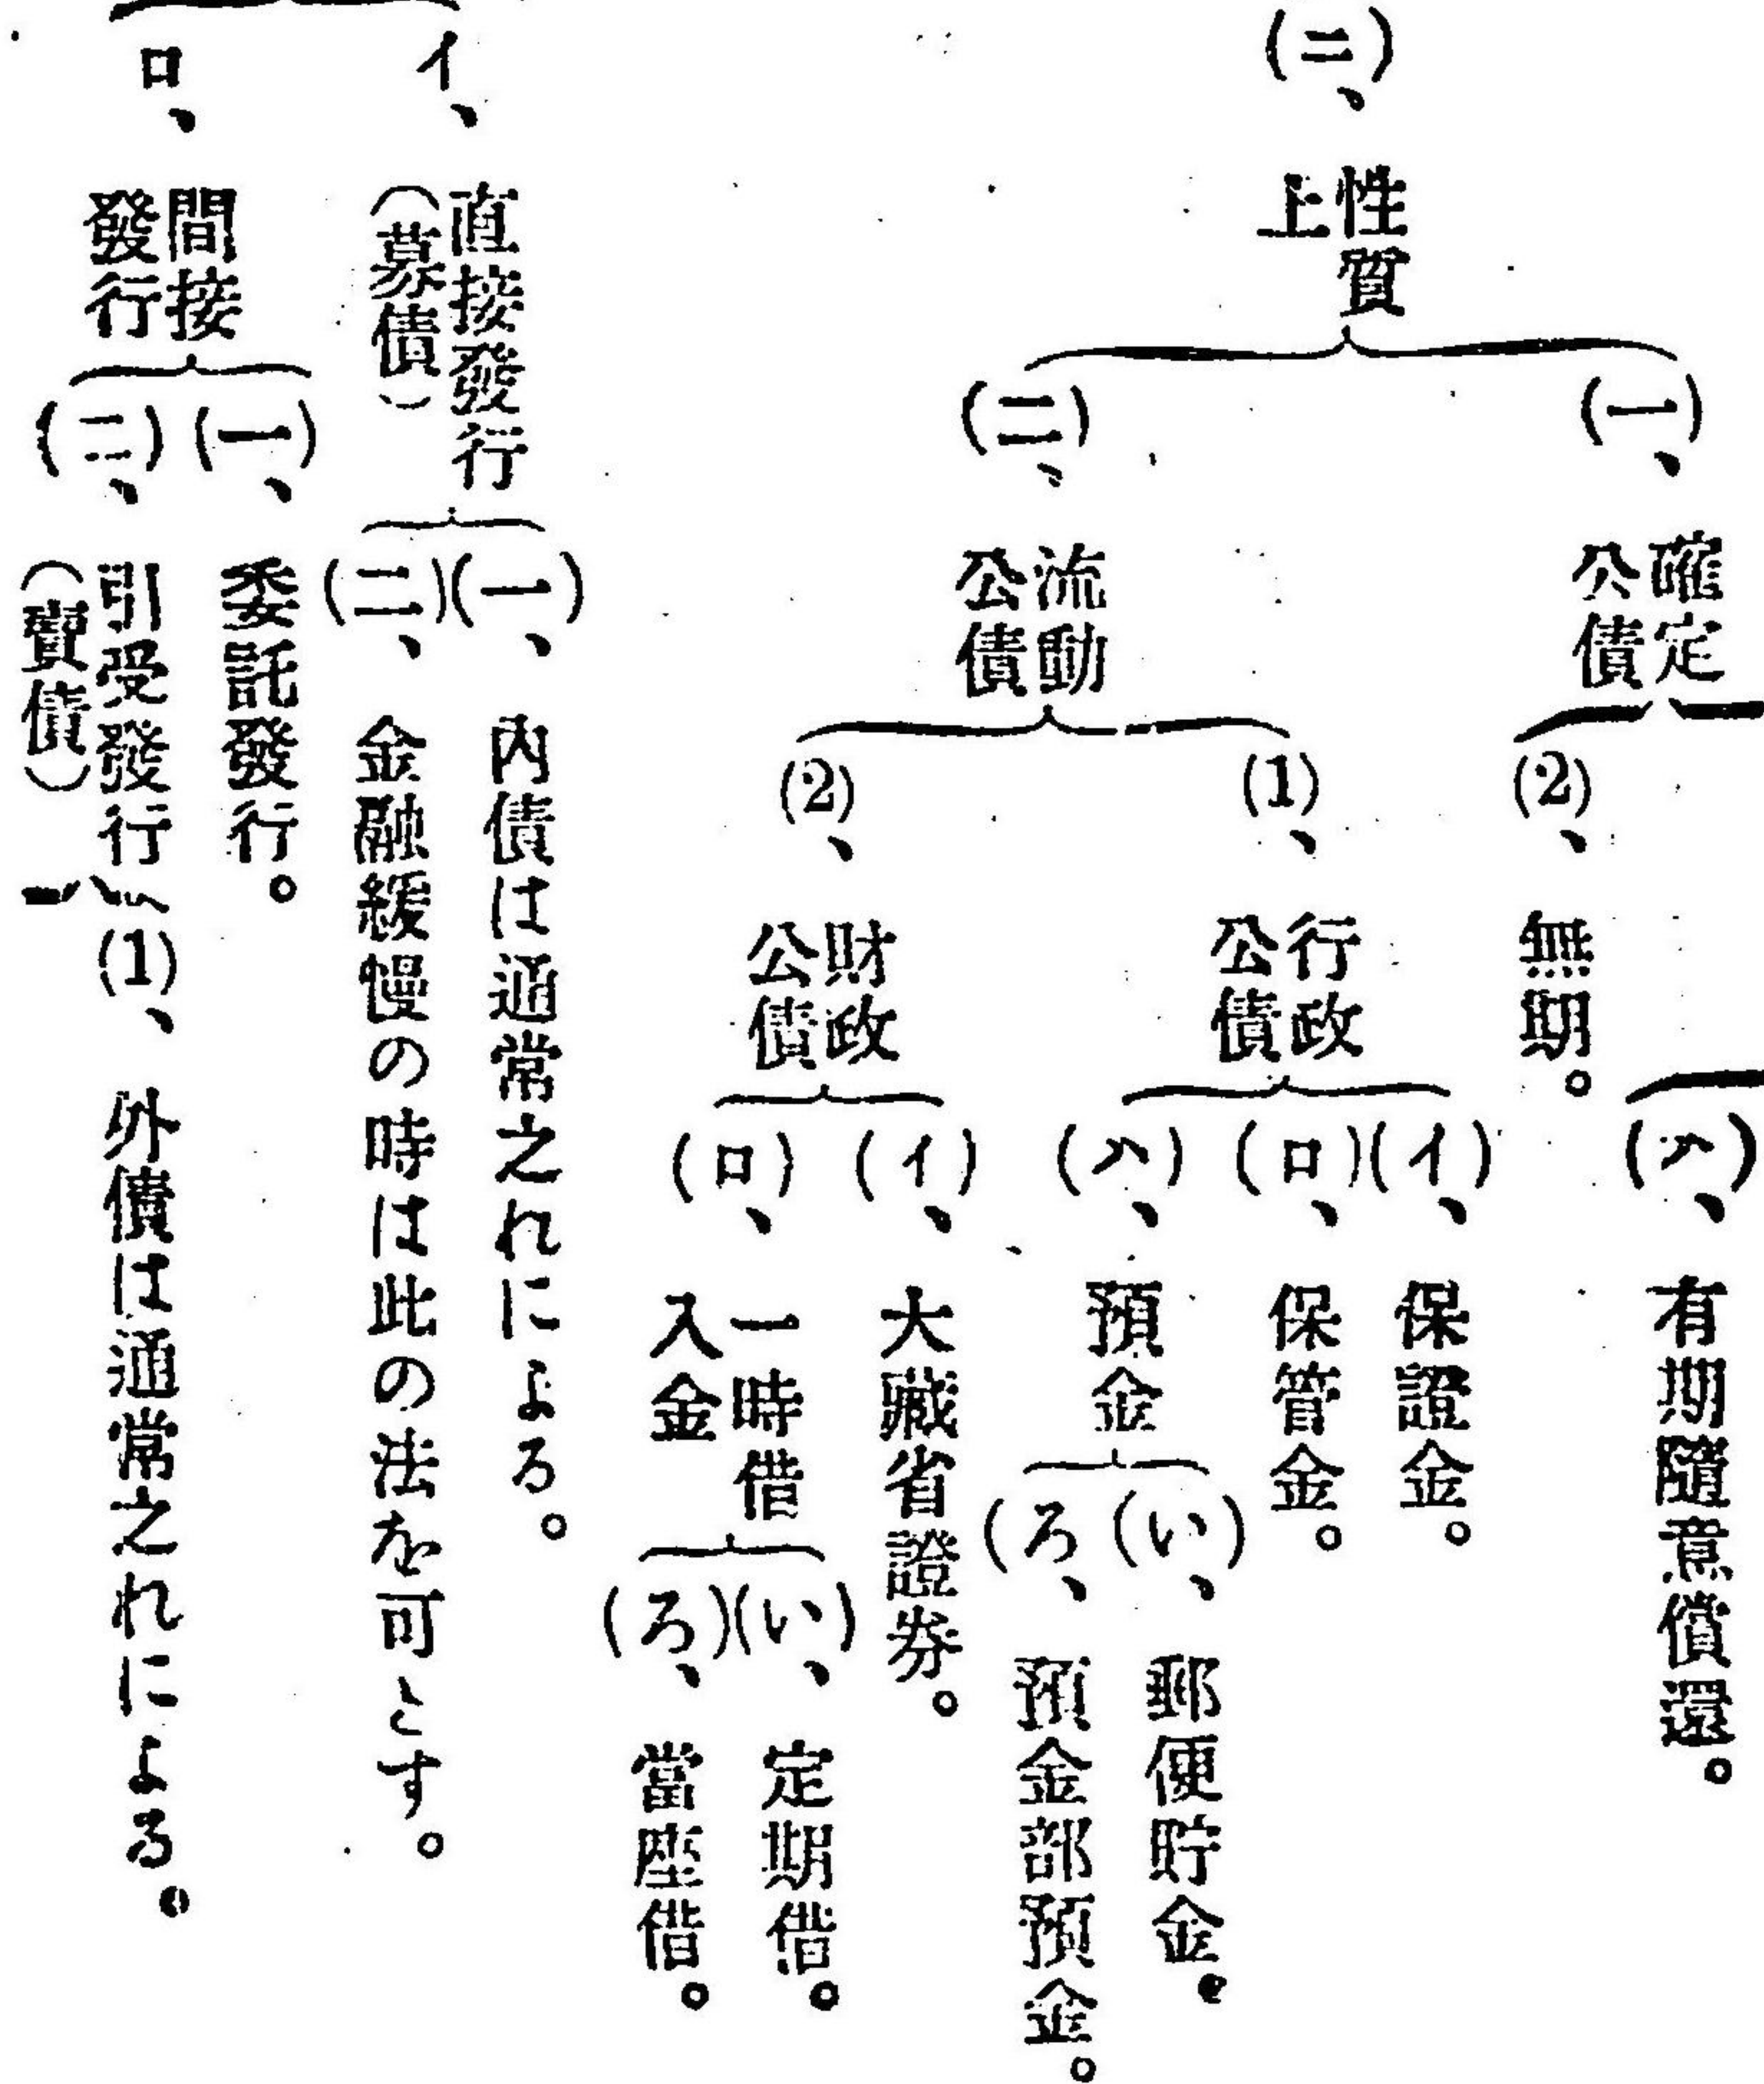 (ニ)、
性質上
(一)、
確定公債
(ハ)、
有期隨意償還。
(2)、
無期。
(二)、
流動公債
(1)、
行政公債
(イ)、
保證金。
(ロ)、
保管金。
(ハ)、
預金
(い)、
郵便貯金。
(ろ)、
預金部預金。
(2)、
財政公債
(イ)、
大藏省證券。
(ロ)、
一時借入金
(い)、
定期借。
(ろ)、
當座借。
イ、
直接發行
(募債)
(一)、
內債は通常之れによる。
(二)、
金融緩慢の時は此の法を可とす。
ロ、
間接發行
(一)、
委託發行。
(二)、
引受發行
(賣債)
(1)、
外債は通常之れによる。